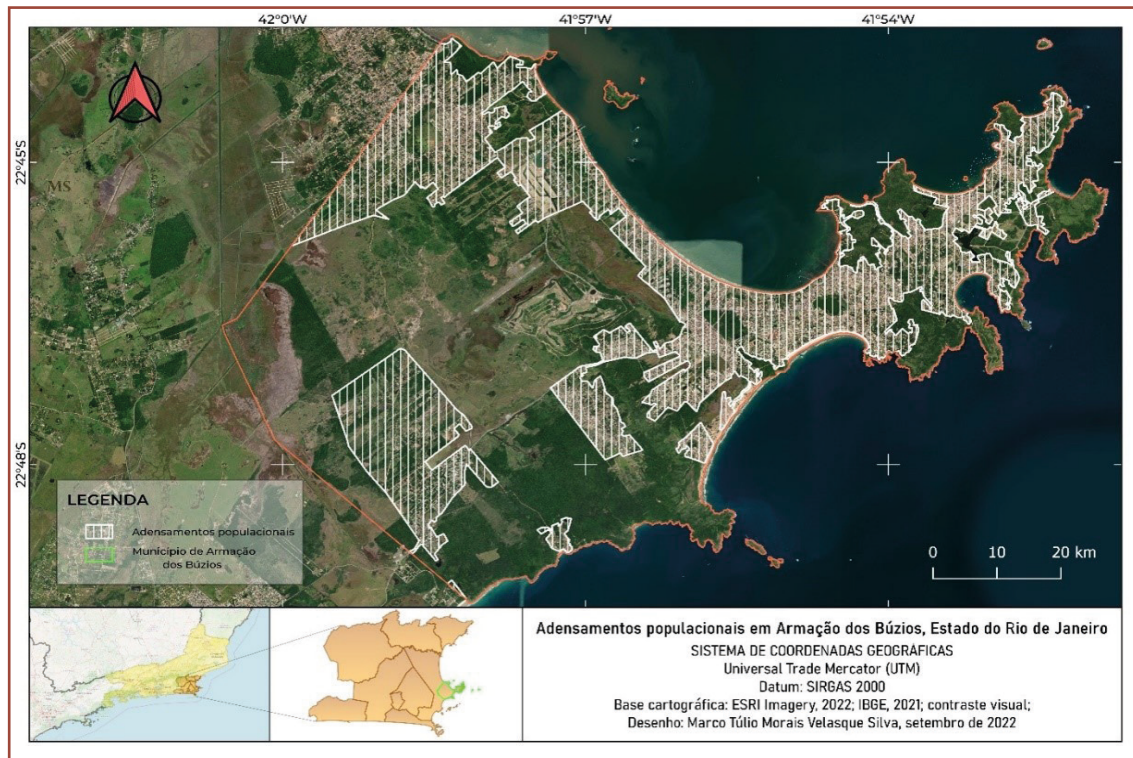 42°0'W 41°57'W 41°54'W
22°45'S
MS
22°48'S
LEGENDA
Adensamentos populacionais
Município de Armação
dos Búzios
0 10 20 km
Adensamentos populacionais em Armação dos Búzios, Estado do Rio de Janeiro
SISTEMA DE COORDENADAS GEOGRÁFICAS
Universal Trade Mercator (UTM)
Datum: SIRGAS 2000
Base cartográfica: ESRI Imagery, 2022; IBGE, 2021; contraste visual;
Desenho: Marco Túlio Morais Velasque Silva, setembro de 2022